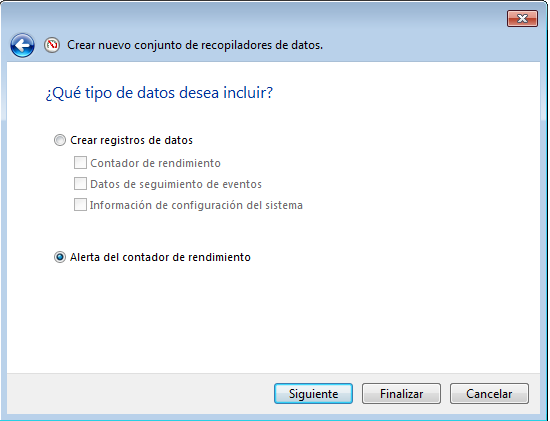 Crear nuevo conjunto de recopiladores de datos.
¿Qué tipo de datos desea incluir?
Crear registros de datos
Contador de rendimiento
Datos de seguimiento de eventos
Información de configuración del sistema
Alerta del contador de rendimiento
Siguiente Finalizar Cancelar